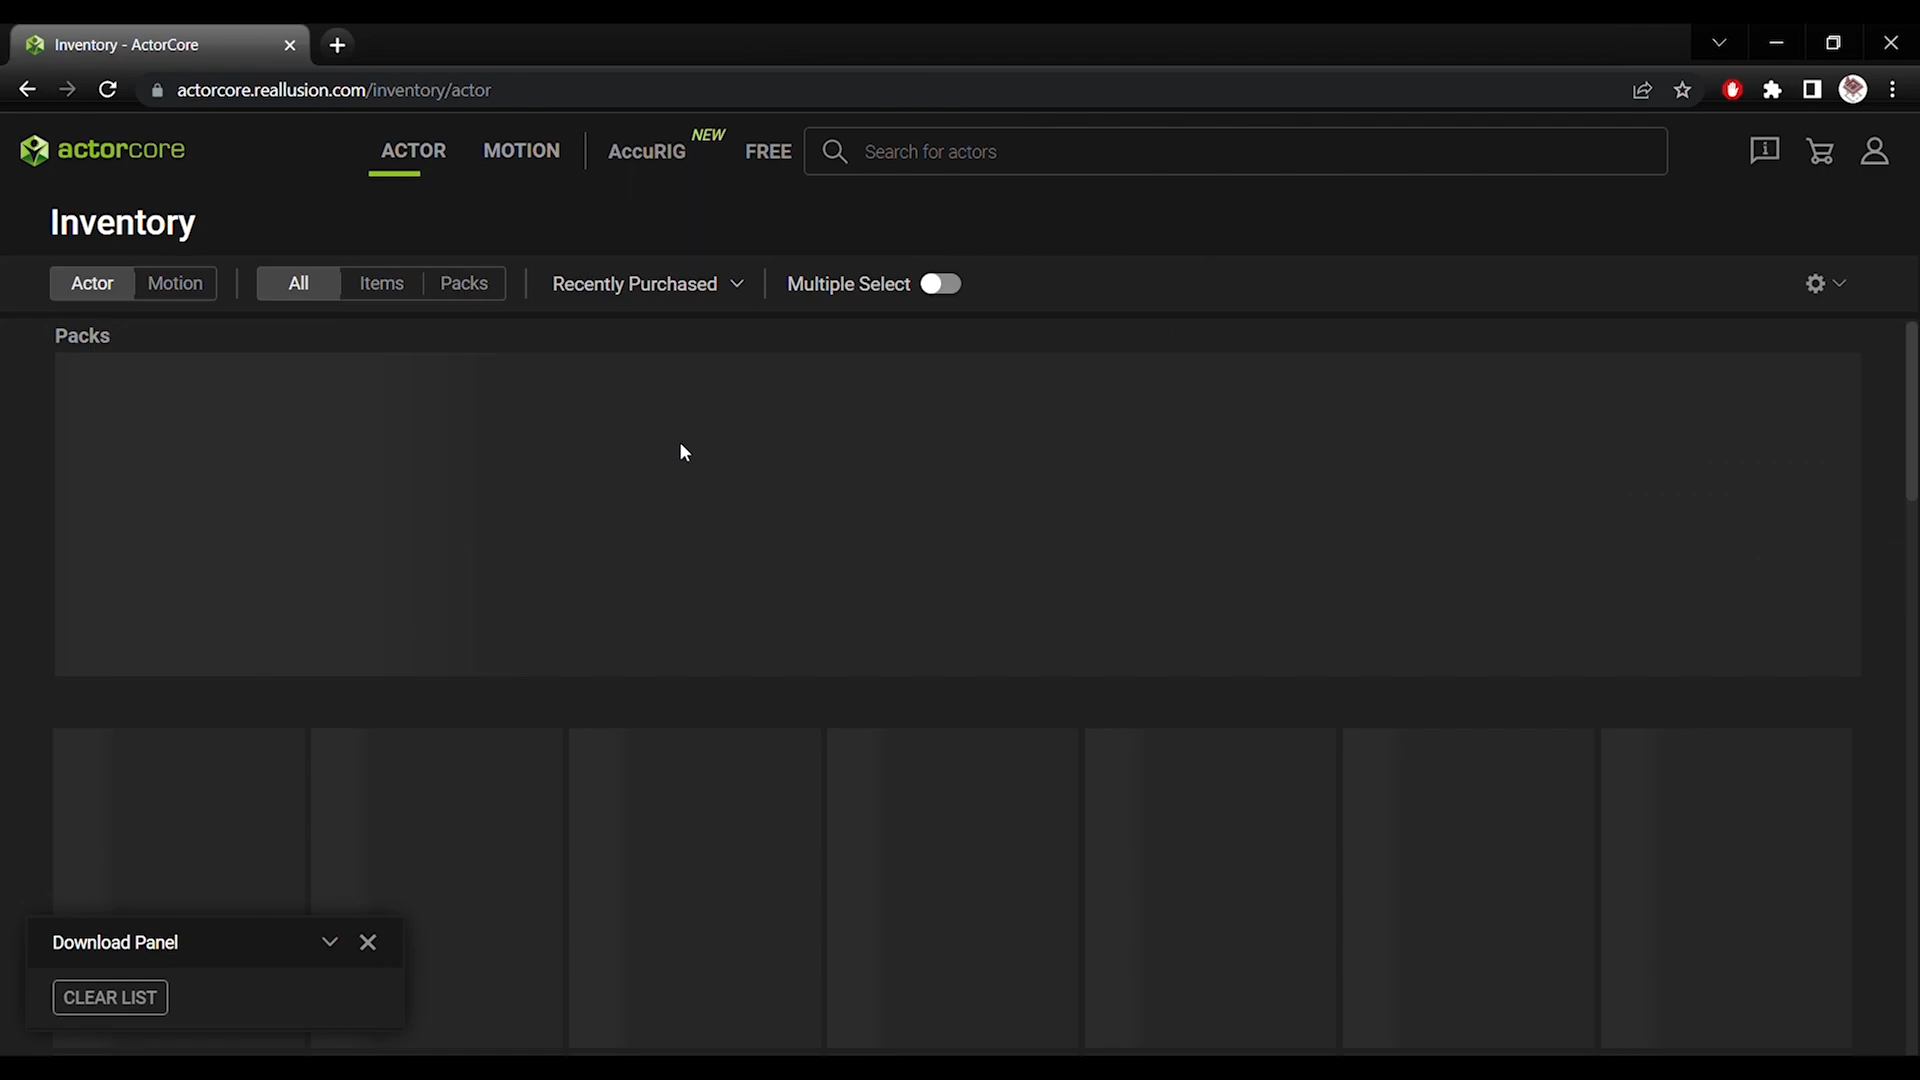 Inventory - ActorCore
actorcore.reallusion.com/inventory/actor
actorcore
ACTOR
MOTION
AccuRIG
NEW
FREE
Search for actors
Inventory
Actor
Motion
All
Items
Packs
Recently Purchased
Multiple Select
Packs
Download Panel
CLEAR LIST